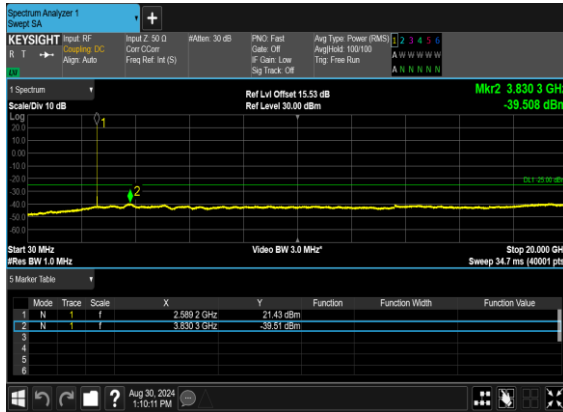 Spectrum Analyzer 1
Swept SA
+
KEYSIGHT
R T
Input: RF
Coupling: DC
Align: Auto
Input Z: 50 Ω
Corr CCorr
Freq Ref: Int (S)
#Atten: 30 dB
PNO: Fast
Gate: Off
IF Gain: Low
Sig Track: Off
Avg Type: Power (RMS)
Avg|Hold: 100/100
Trig: Free Run
1 2 3 4 5 6
A W W W W W
A N N N N N
1 Spectrum
Scale/Div 10 dB
Ref Lvl Offset 15.53 dB
Ref Level 30.00 dBm
Mkr2 3.830 3 GHz
-39.508 dBm
Log
20.0
10.0
0.00
-10.0
-20.0
-30.0
-40.0
-50.0
-60.0
1
2
DL1 -25.00 dBm
Start 30 MHz
#Res BW 1.0 MHz
Video BW 3.0 MHz*
Stop 20.000 GH
Sweep 34.7 ms (40001 pts
5 Marker Table
Mode Trace Scale X Y Function Function Width Function Value
1 N 1 f 2.589 2 GHz 21.43 dBm
2 N 1 f 3.830 3 GHz -39.51 dBm
3
4
5
6
?
Aug 30, 2024
1:10:11 PM